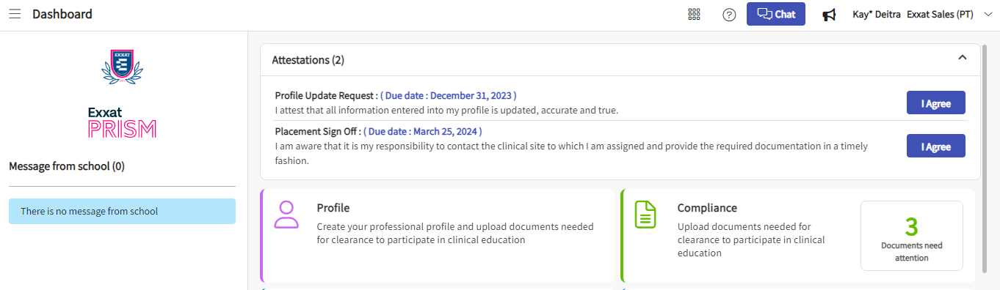 Dashboard
? Chat Kay* Deitra Exxat Sales (PT)
EXXAT
Exxat
PRISM
Message from school (0)
There is no message from school
Attestations (2)
Profile Update Request : ( Due date : December 31, 2023 )
I attest that all information entered into my profile is updated, accurate and true.
I Agree
Placement Sign Off : ( Due date : March 25, 2024 )
I am aware that it is my responsibility to contact the clinical site to which I am assigned and provide the required documentation in a timely
fashion.
I Agree
Profile
Create your professional profile and upload documents needed
for clearance to participate in clinical education
Compliance
Upload documents needed for
clearance to participate in clinical
education
3
Documents need
attention